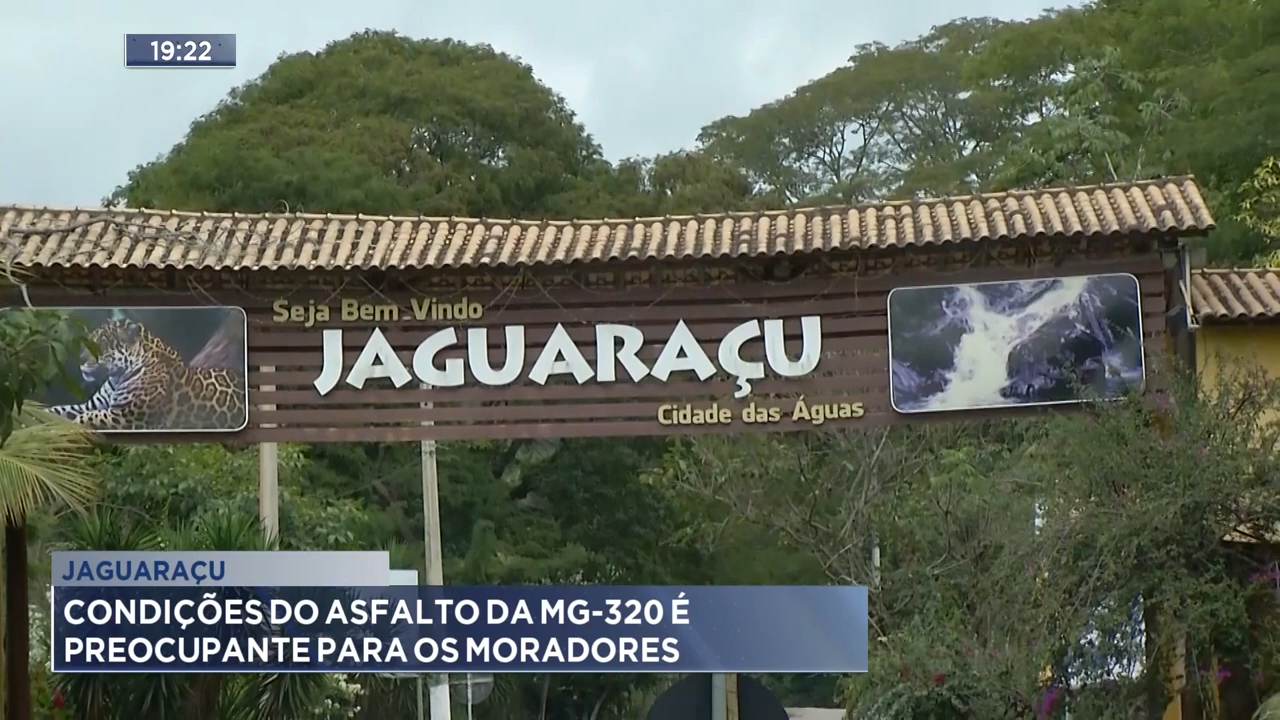 19:22
Seja Bem Vindo
JAGUARAÇU
Cidade das Águas
JAGUARAÇU
CONDIÇÕES DO ASFALTO DA MG-320 É
PREOCUPANTE PARA OS MORADORES